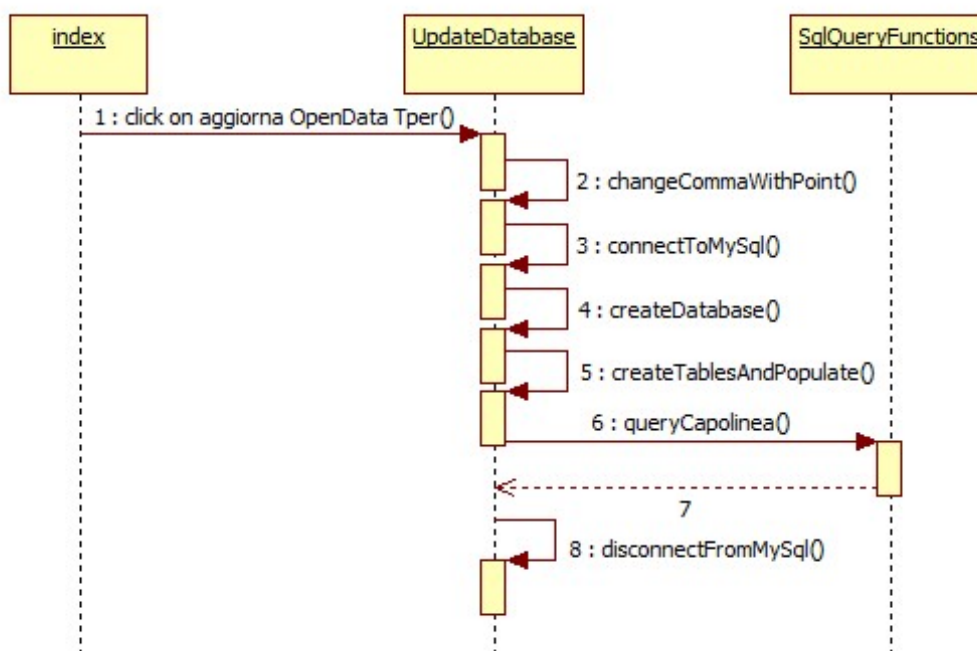 index
UpdateDatabase
SqlQueryFunctions
1 : click on aggiorna OpenData Tper()
2 : changeCommaWithPoint()
3 : connectToMySql()
4 : createDatabase()
5 : createTablesAndPopulate()
6 : queryCapolinea()
7
8 : disconnectFromMySql()